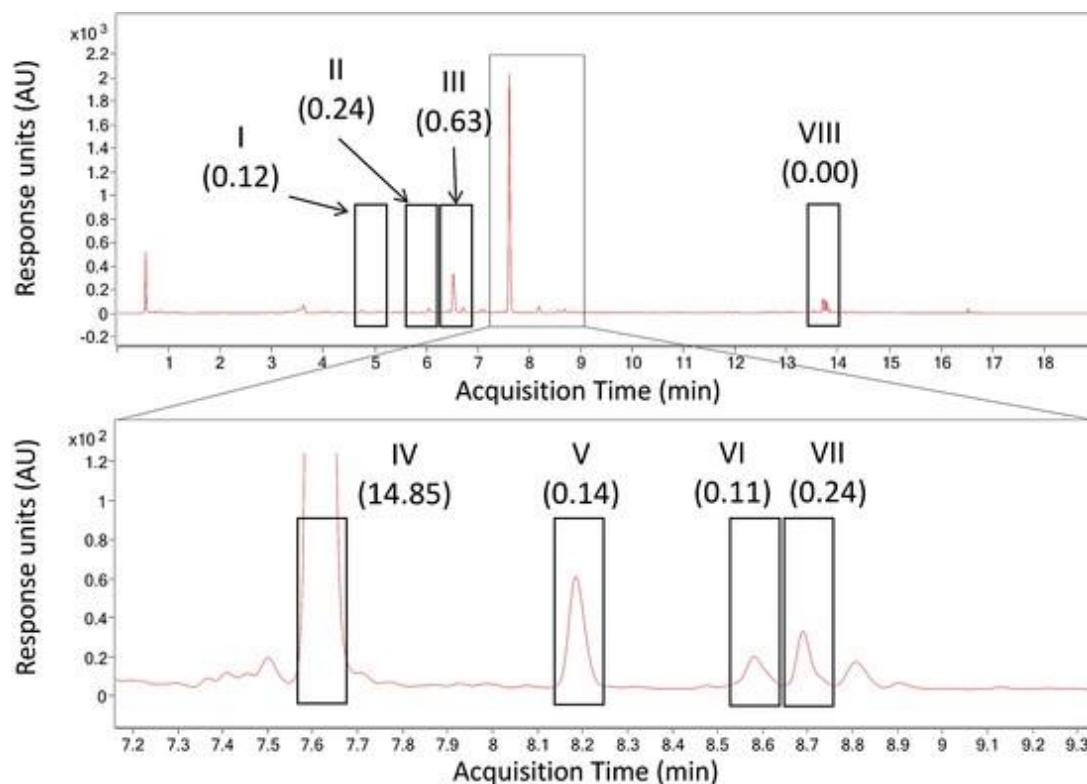 x10³
Response units (AU)
2.2
2
1.8
1.6
1.4
1.2
1
0.8
0.6
0.4
0.2
0
-0.2
I
(0.12)
II
(0.24)
III
(0.63)
VIII
(0.00)
1 2 3 4 5 6 7 8 9 10 11 12 13 14 15 16 17 18
Acquisition Time (min)
x10²
Response units (AU)
1.2
1
0.8
0.6
0.4
0.2
0
IV
(14.85)
V
(0.14)
VI
(0.11)
VII
(0.24)
7.2 7.3 7.4 7.5 7.6 7.7 7.8 7.9 8 8.1 8.2 8.3 8.4 8.5 8.6 8.7 8.8 8.9 9 9.1 9.2 9.3
Acquisition Time (min)